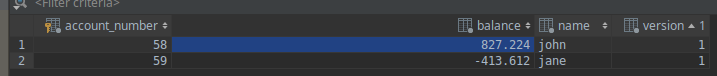 <Filter criteria>
account_number balance name version 1
1 58 827.224 john 1
2 59 -413.612 jane 1